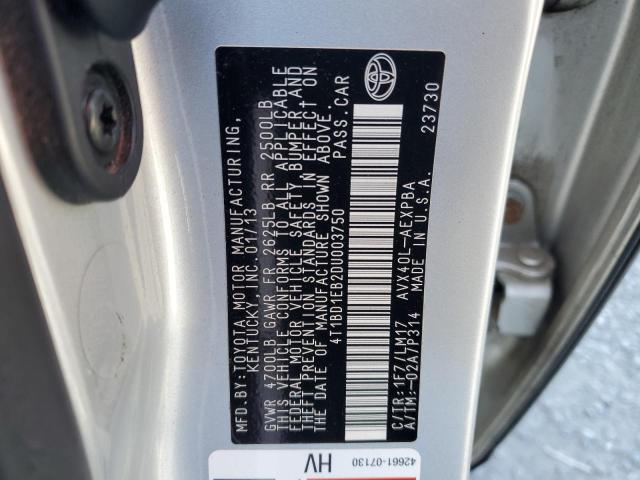 MFD.BY:TOYOTA MOTOR MANUFACTURING,
KENTUCKY, INC. 01/13
GVWR 4700LB GAWR FR 2625LB RR 2500LB
THIS VEHICLE CONFORMS TO ALL APPLICABLE
FEDERAL MOTOR VEHICLE SAFETY, BUMPER, AND
THEFT PREVENTION STANDARDS IN EFFECT ON
THE DATE OF MANUFACTURE SHOWN ABOVE.
4T1BD1EB2DU003750 PASS.CAR
C/TR:1F7/LM17 AVX40L-AEXPBA
A/TM:-02A/P314 MADE IN U.S.A. 23730
42661-07130
HV